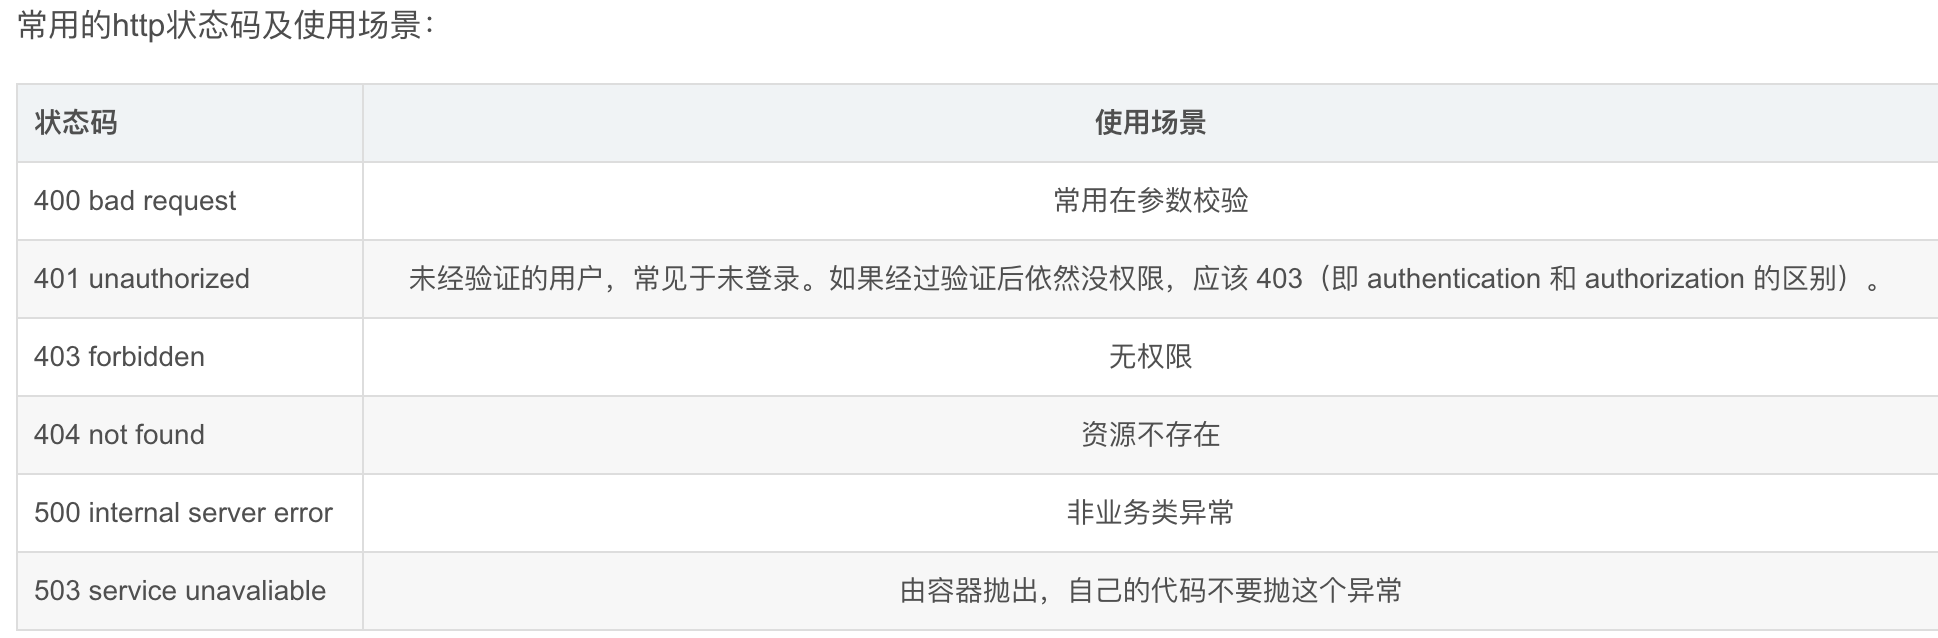 常用的http状态码及使用场景：
状态码 使用场景
400 bad request 常用在参数校验
401 unauthorized 未经验证的用户，常见于未登录。如果经过验证后依然没权限，应该 403（即 authentication 和 authorization 的区别）。
403 forbidden 无权限
404 not found 资源不存在
500 internal server error 非业务类异常
503 service unavaliable 由容器抛出，自己的代码不要抛这个异常